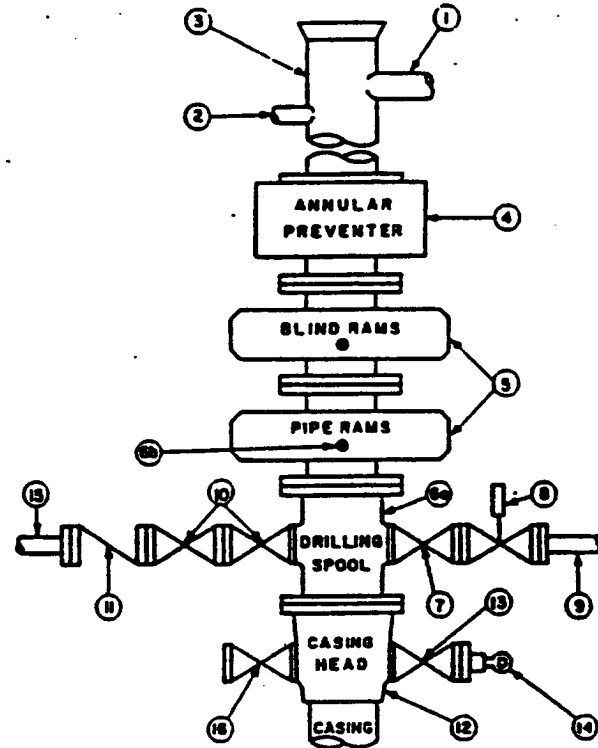 3
1
2
ANNULAR
PREVENTER
4
BLIND RAMS
5
PIPE RAMS
6b
15
10
6a
8
DRILLING
SPOOL
11
7
13
9
CASING
HEAD
16
12
14
CASING